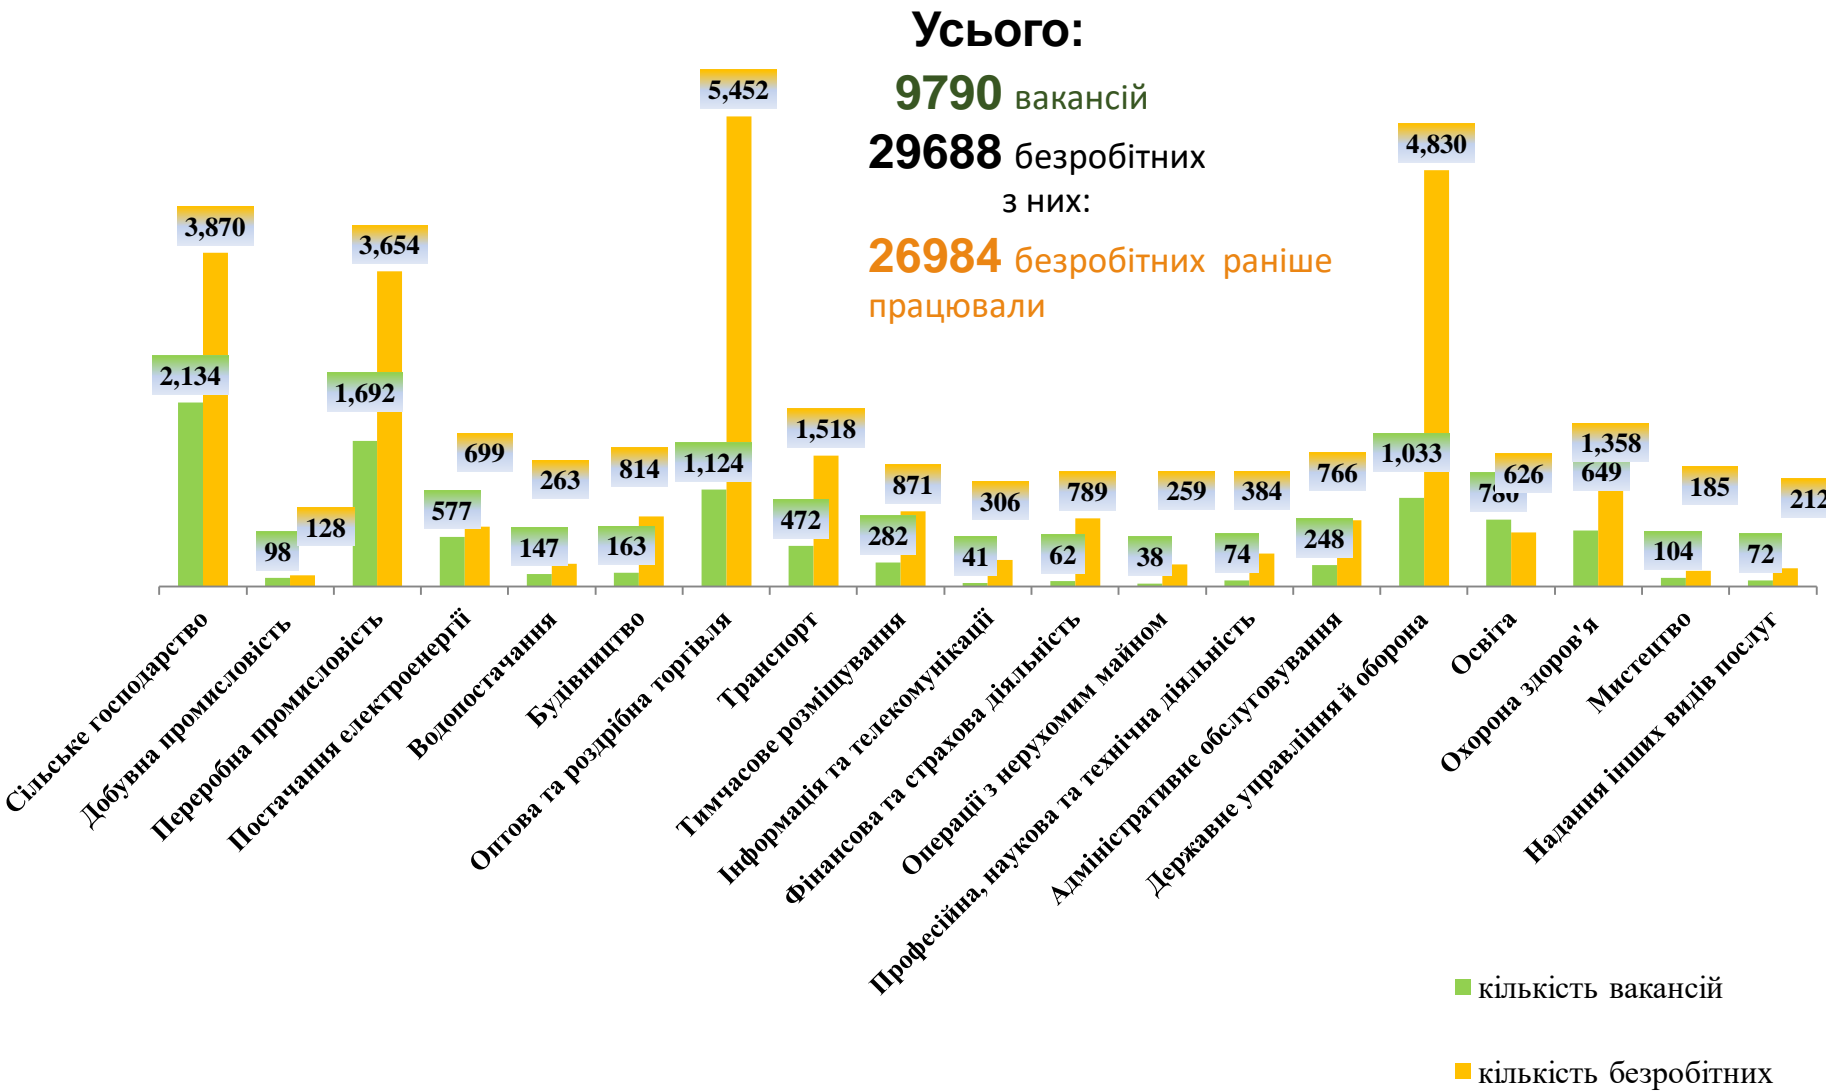 Усього:
9790 вакансій
29688 безробітних
з них:
26984 безробітних раніше
працювали
3,870
2,134
98
128
1,692
3,654
577
699
147
263
163
814
1,124
5,452
472
1,518
282
871
41
306
62
789
38
259
74
384
248
766
1,033
4,830
780
626
649
1,358
104
185
72
212
Сільське господарство
Добувна промисловість
Переробна промисловість
Постачання електроенергії
Водопостачання
Будівництво
Оптова та роздрібна торгівля
Транспорт
Тимчасове розміщування
Інформація та телекомунікації
Фінансова та страхова діяльність
Операції з нерухомим майном
Професійна, наукова та технічна діяльність
Адміністративне обслуговування
Державне управління й оборона
Освіта
Охорона здоров'я
Мистецтво
Надання інших видів послуг
кількість вакансій
кількість безробітних